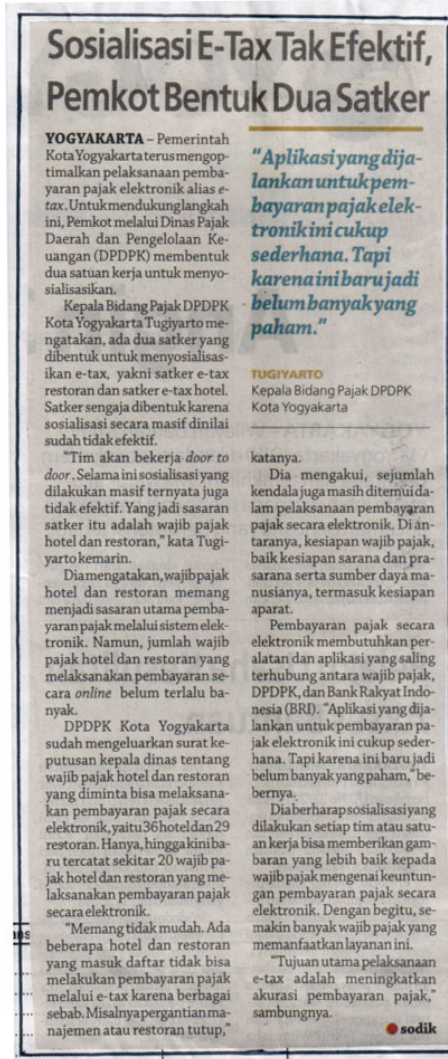 Sosialisasi E-Tax Tak Efektif,
Pemkot Bentuk Dua Satker
YOGYAKARTA – Pemerintah
Kota Yogyakarta terus mengop-
timalkan pelaksanaan pemba-
yaran pajak elektronik alias e-
tax. Untuk mendukung langkah
ini, Pemkot melalui Dinas Pajak
Daerah dan Pengelolaan Ke-
uangan (DPDPK) membentuk
dua satuan kerja untuk menyo-
sialisasikan.
Kepala Bidang Pajak DPDPK
Kota Yogyakarta Tugiyarto me-
ngatakan, ada dua satker yang
dibentuk untuk menyosialisas-
ikan e-tax, yakni satker e-tax
restoran dan satker e-tax hotel.
Satker sengaja dibentuk karena
sosialisasi secara masif dinilai
sudah tidak efektif.
"Tim akan bekerja door to
door. Selama ini sosialisasi yang
dilakukan masif ternyata juga
tidak efektif. Yang jadi sasaran
satker itu adalah wajib pajak
hotel dan restoran," kata Tugi-
yarto kemarin.
Dia mengatakan, wajib pajak
hotel dan restoran memang
menjadi sasaran utama pemba-
yaran pajak melalui sistem elek-
tronik. Namun, jumlah wajib
pajak hotel dan restoran yang
melaksanakan pembayaran se-
cara online belum terlalu ba-
nyak.
DPDPK Kota Yogyakarta
sudah mengeluarkan surat ke-
putusan kepala dinas tentang
wajib pajak hotel dan restoran
yang diminta bisa melaksana-
kan pembayaran pajak secara
elektronik, yaitu 36 hotel dan 29
restoran. Hanya, hingga kini ba-
ru tercatat sekitar 20 wajib pa-
jak hotel dan restoran yang me-
laksanakan pembayaran pajak
secara elektronik.
"Memang tidak mudah. Ada
beberapa hotel dan restoran
yang masuk daftar tidak bisa
melakukan pembayaran pajak
melalui e-tax karena berbagai
sebab. Misalnya pergantian ma-
najemen atau restoran tutup,"
"Aplikasi yang dija-
lankan untuk pem-
bayaran pajak elek-
tronik ini cukup
sederhana. Tapi
karena ini baru jadi
belum banyak yang
paham."
TUGIYARTO
Kepala Bidang Pajak DPDPK
Kota Yogyakarta
katanya.
Dia mengakui, sejumlah
kendala juga masih ditemui da-
lam pelaksanaan pembayaran
pajak secara elektronik. Di an-
taranya, kesiapan wajib pajak,
baik kesiapan sarana dan pra-
sarana serta sumber daya ma-
nusianya, termasuk kesiapan
aparat.
Pembayaran pajak secara
elektronik membutuhkan per-
alatan dan aplikasi yang saling
terhubung antara wajib pajak,
DPDPK, dan Bank Rakyat Indo-
nesia (BRI). "Aplikasi yang dija-
lankan untuk pembayaran pa-
jak elektronik ini cukup seder-
hana. Tapi karena ini baru jadi
belum banyak yang paham," be-
bernya.
Dia berharap sosialisasi yang
dilakukan setiap tim atau satu-
an kerja bisa memberikan gam-
baran yang lebih baik kepada
wajib pajak mengenai keuntun-
gan pembayaran pajak secara
elektronik. Dengan begitu, se-
makin banyak wajib pajak yang
memanfaatkan layanan ini.
"Tujuan utama pelaksanaan
e-tax adalah meningkatkan
akurasi pembayaran pajak,"
sambungnya.
sodik